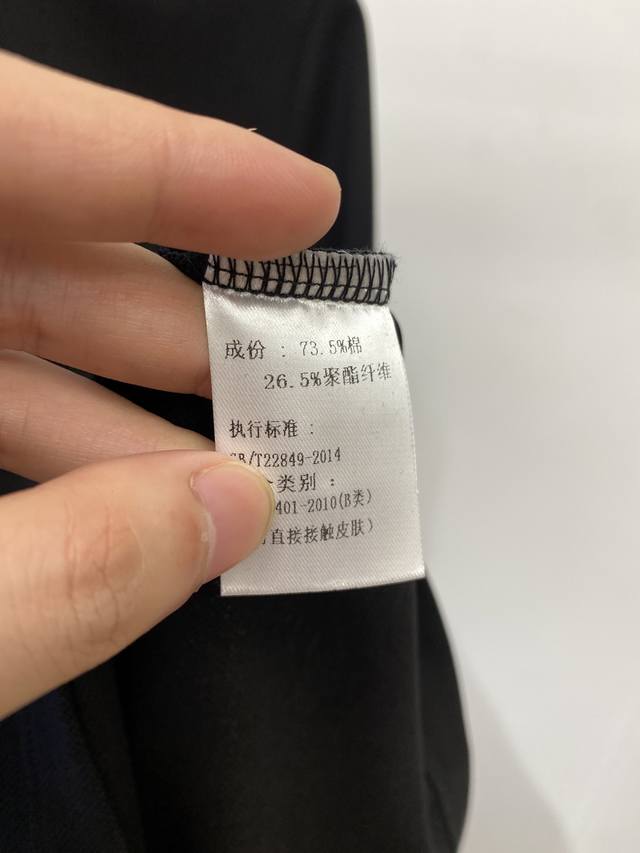 成份 : 73.5%棉
26.5%聚酯纤维
执行标准 :
B/T22849-2014
类别 :
401-2010(B类)
直接接触皮肤)